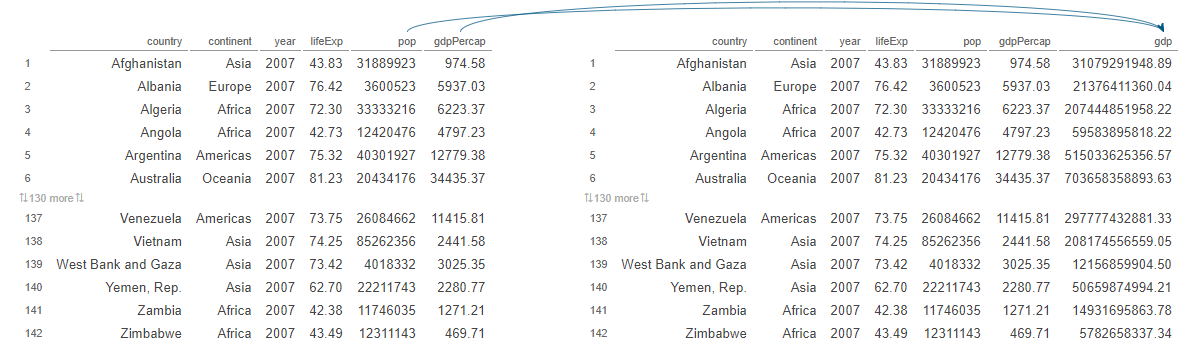 country continent year lifeExp pop gdpPercap country continent year lifeExp pop gdpPercap gdp
1 Afghanistan Asia 2007 43.83 31889923 974.58 1 Afghanistan Asia 2007 43.83 31889923 974.58 31079291948.89
2 Albania Europe 2007 76.42 3600523 5937.03 2 Albania Europe 2007 76.42 3600523 5937.03 21376411360.04
3 Algeria Africa 2007 72.30 33333216 6223.37 3 Algeria Africa 2007 72.30 33333216 6223.37 207444851958.22
4 Angola Africa 2007 42.73 12420476 4797.23 4 Angola Africa 2007 42.73 12420476 4797.23 59583895818.22
5 Argentina Americas 2007 75.32 40301927 12779.38 5 Argentina Americas 2007 75.32 40301927 12779.38 515033625356.57
6 Australia Oceania 2007 81.23 20434176 34435.37 6 Australia Oceania 2007 81.23 20434176 34435.37 703658358893.63
⇅130 more⇅ ⇅130 more⇅
137 Venezuela Americas 2007 73.75 26084662 11415.81 137 Venezuela Americas 2007 73.75 26084662 11415.81 297777432881.33
138 Vietnam Asia 2007 74.25 85262356 2441.58 138 Vietnam Asia 2007 74.25 85262356 2441.58 208174556559.05
139 West Bank and Gaza Asia 2007 73.42 4018332 3025.35 139 West Bank and Gaza Asia 2007 73.42 4018332 3025.35 12156859904.50
140 Yemen, Rep. Asia 2007 62.70 22211743 2280.77 140 Yemen, Rep. Asia 2007 62.70 22211743 2280.77 50659874994.21
141 Zambia Africa 2007 42.38 11746035 1271.21 141 Zambia Africa 2007 42.38 11746035 1271.21 14931695863.78
142 Zimbabwe Africa 2007 43.49 12311143 469.71 142 Zimbabwe Africa 2007 43.49 12311143 469.71 5782658337.34